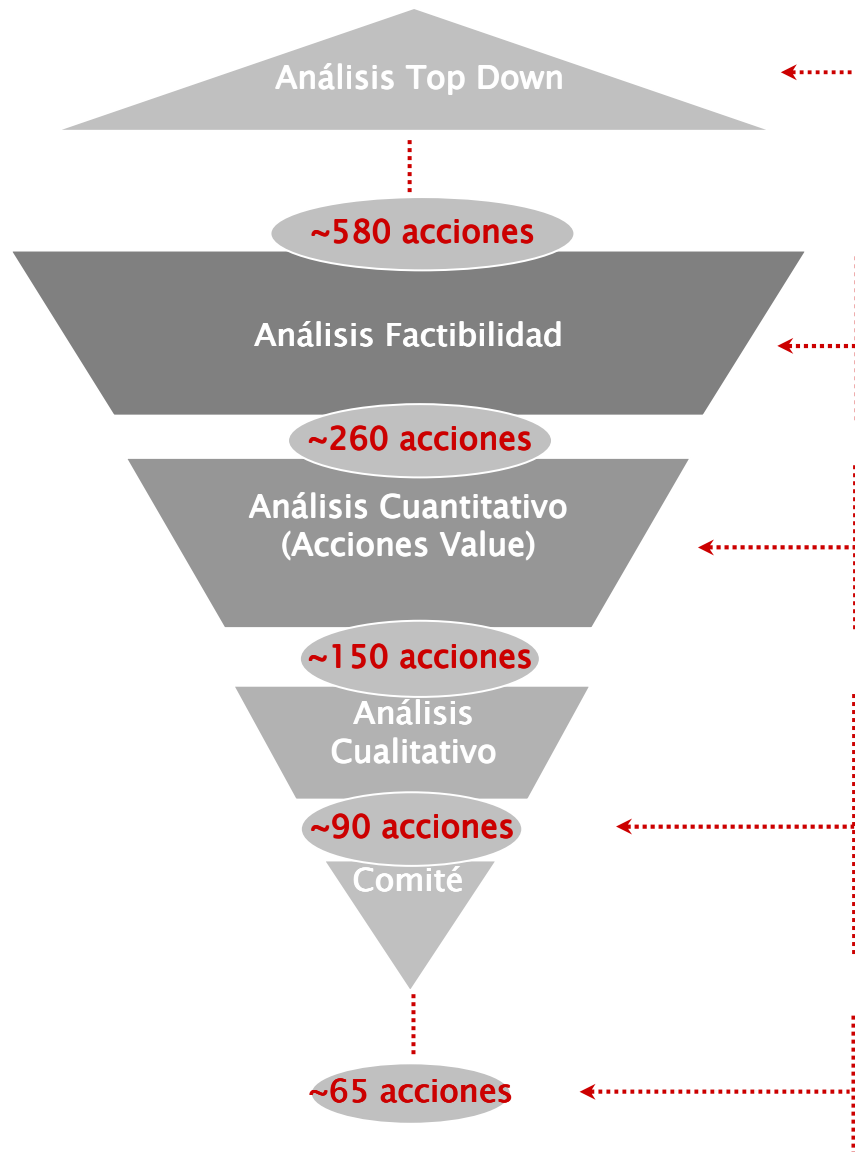 Análisis Top Down
~580 acciones
Análisis Factibilidad
~260 acciones
Análisis Cuantitativo
(Acciones Value)
~150 acciones
Análisis
Cualitativo
~90 acciones
Comité
~65 acciones